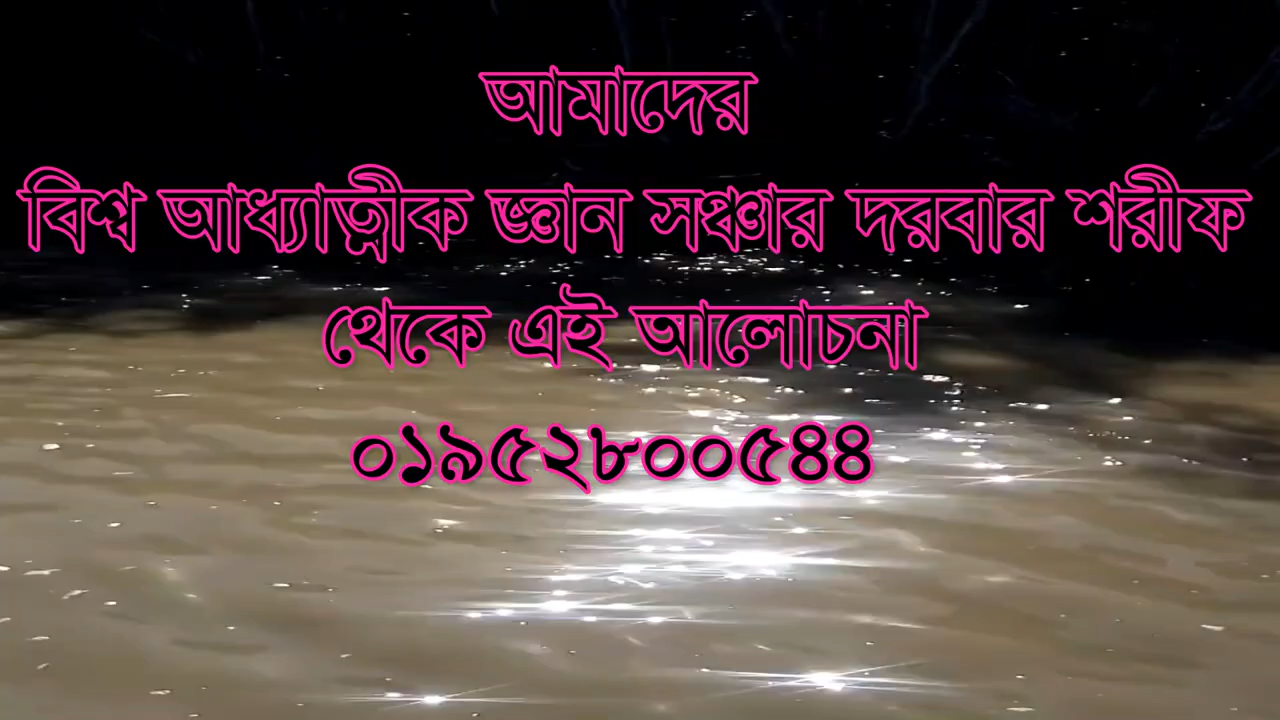 আমাদের
বিশ্ব আধ্যাত্নীক জ্ঞান সঞ্চার দরবার শরীফ
থেকে এই আলোচনা
০১৯৫২৮০০৫৪৪